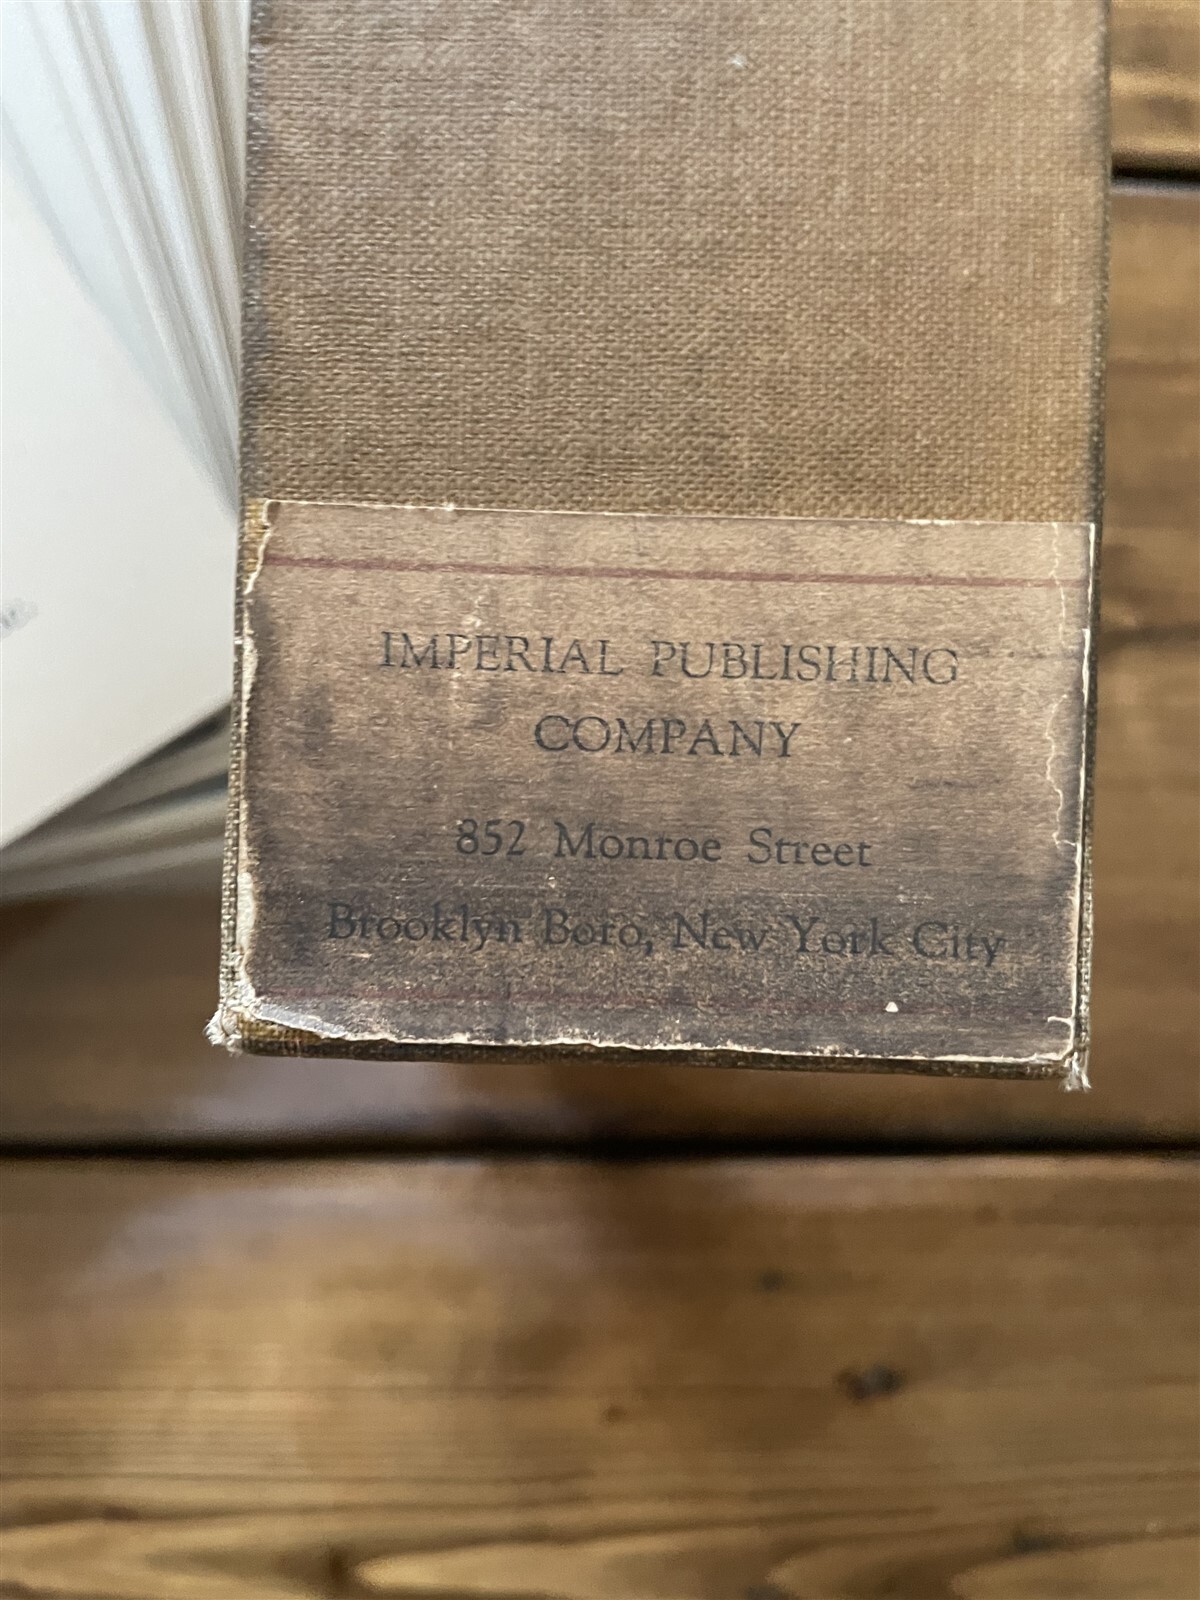 IMPERIAL PUBLISHING
COMPANY
852 Monroe Street
Brooklyn Boro, New York City